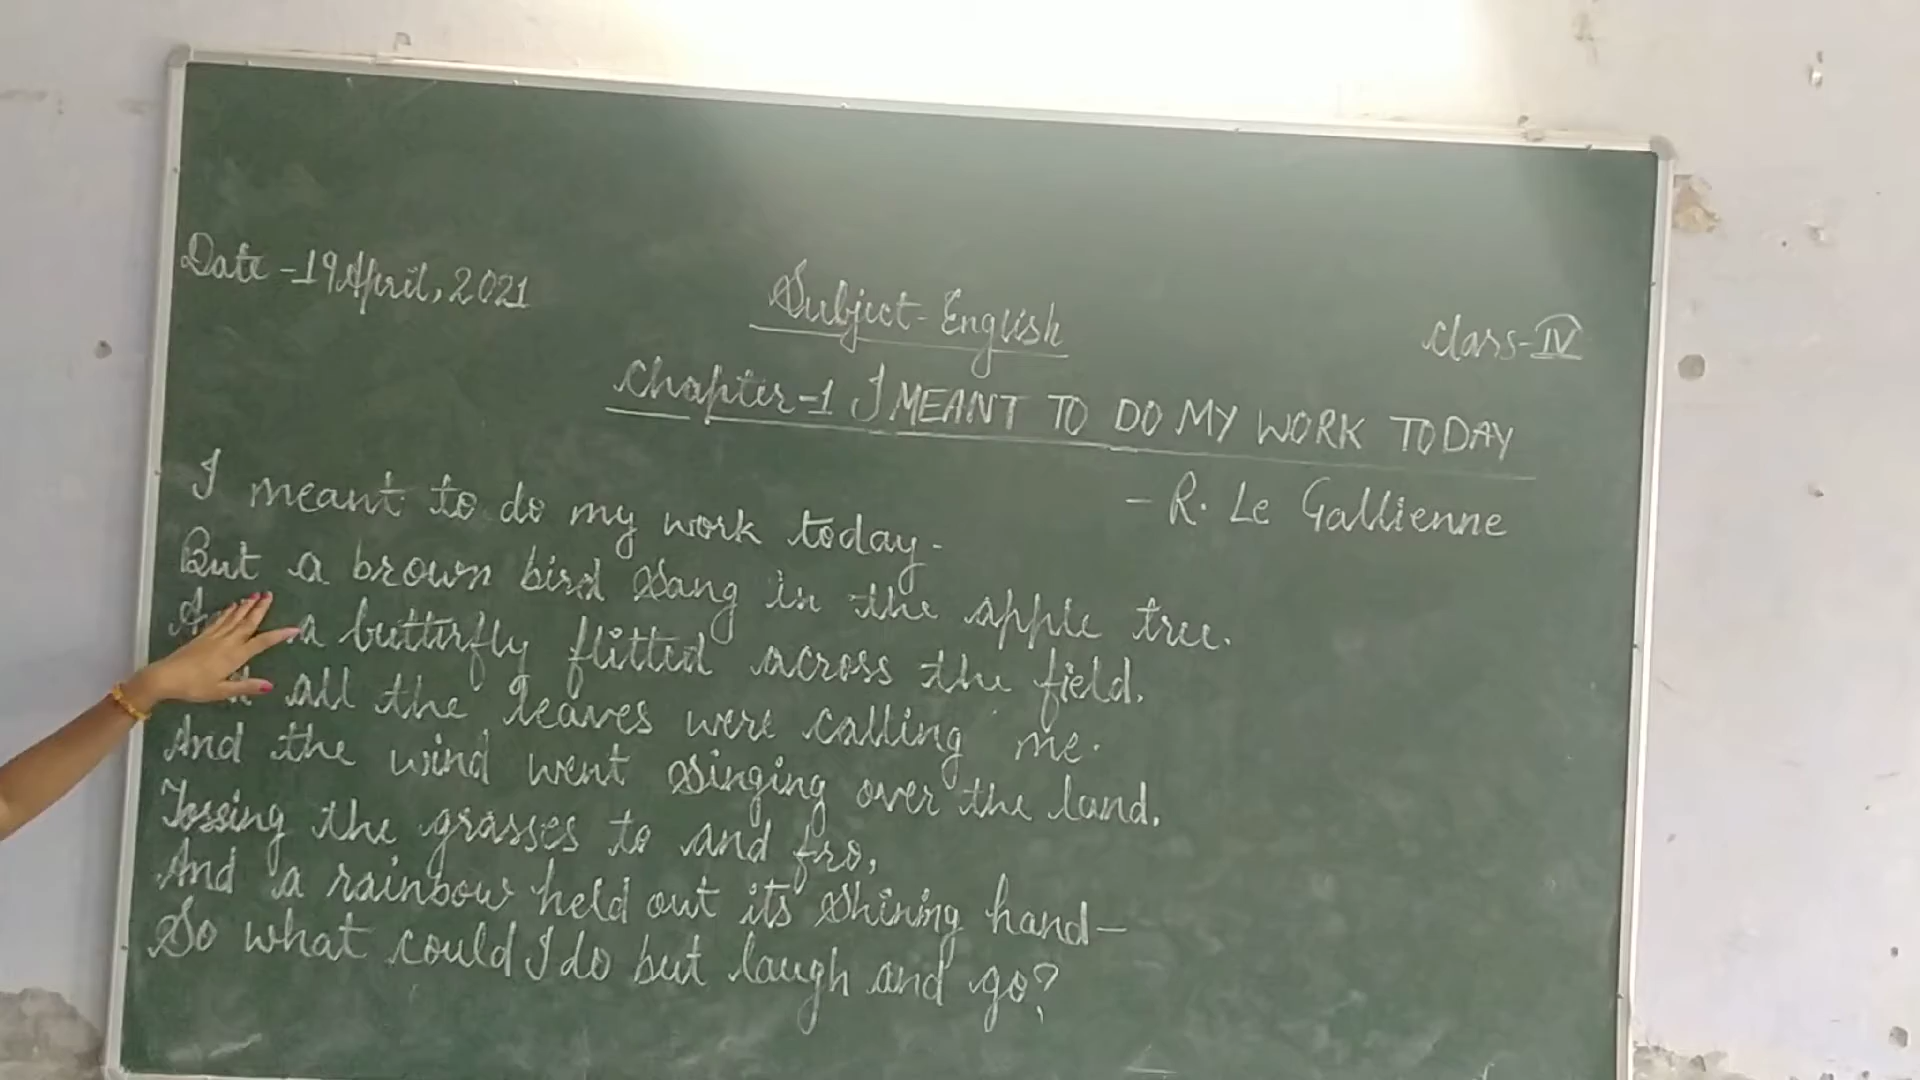 Date - 19 April, 2021
Subject - English
Class - IV
Chapter - 1 I MEANT TO DO MY WORK TODAY
- R. Le Gallienne
I meant to do my work today -
But a brown bird sang in the apple tree.
a butterfly flitted across the field,
all the leaves were calling me.
And the wind went singing over the land,
Tossing the grasses to and fro,
And a rainbow held out its shining hand—
So what could I do but laugh and go?